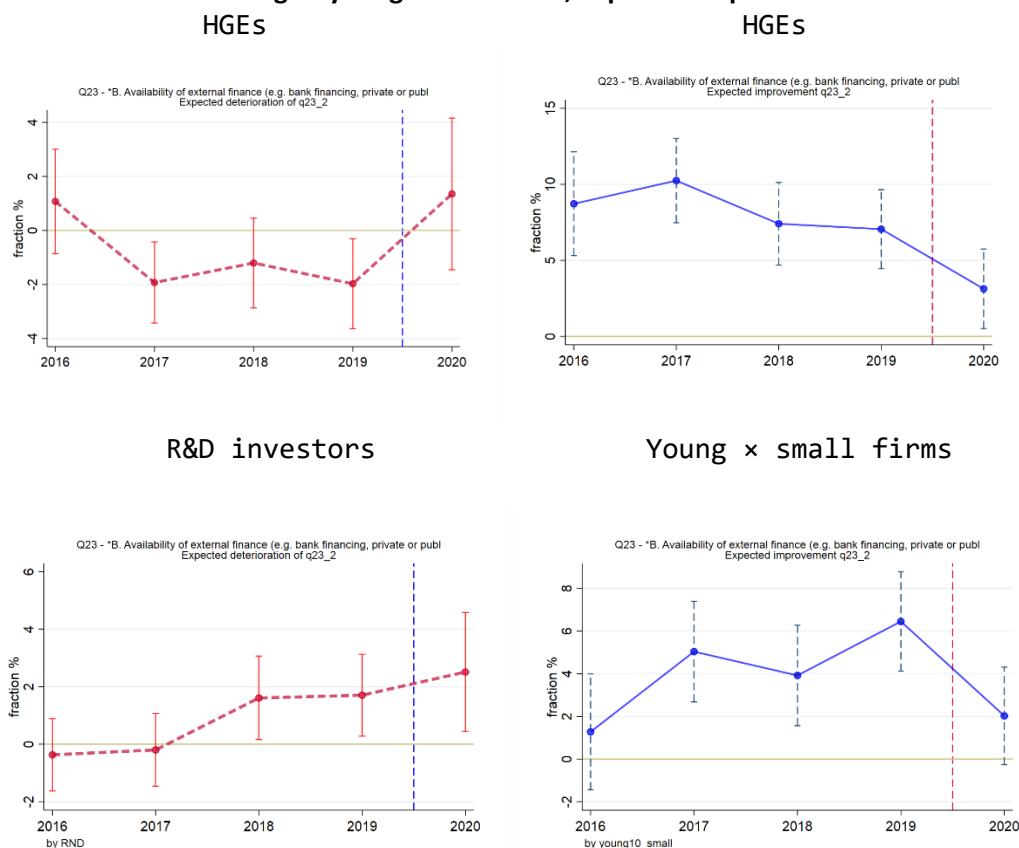 HGEs
HGEs
Q23 - *B. Availability of external finance (e.g. bank financing, private or publ
Expected deterioration of q23_2
fraction %
4
2
0
-2
-4
2016 2017 2018 2019 2020
Q23 - *B. Availability of external finance (e.g. bank financing, private or publ
Expected improvement q23_2
fraction %
15
10
5
0
2016 2017 2018 2019 2020
R&D investors
Young × small firms
Q23 - *B. Availability of external finance (e.g. bank financing, private or publ
Expected deterioration of q23_2
fraction %
6
4
2
0
-2
2016 2017 2018 2019 2020
by RND
Q23 - *B. Availability of external finance (e.g. bank financing, private or publ
Expected improvement q23_2
fraction %
8
6
4
2
0
-2
2016 2017 2018 2019 2020
by young10_small